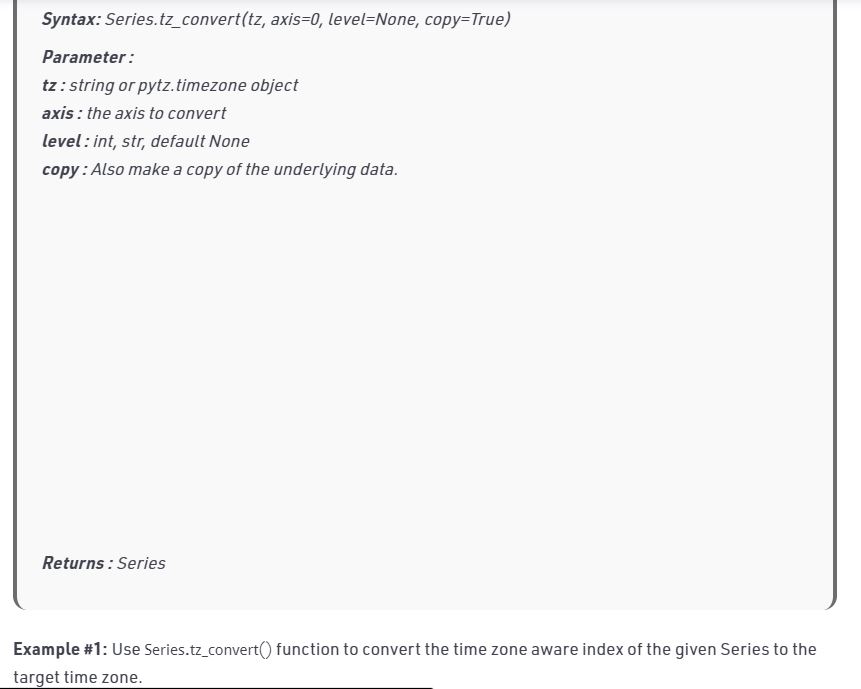 Syntax: Series.tz_convert(tz, axis=0, level=None, copy=True)
Parameter :
tz : string or pytz.timezone object
axis : the axis to convert
level : int, str, default None
copy : Also make a copy of the underlying data.
Returns : Series
Example #1: Use Series.tz_convert() function to convert the time zone aware index of the given Series to the
target time zone.